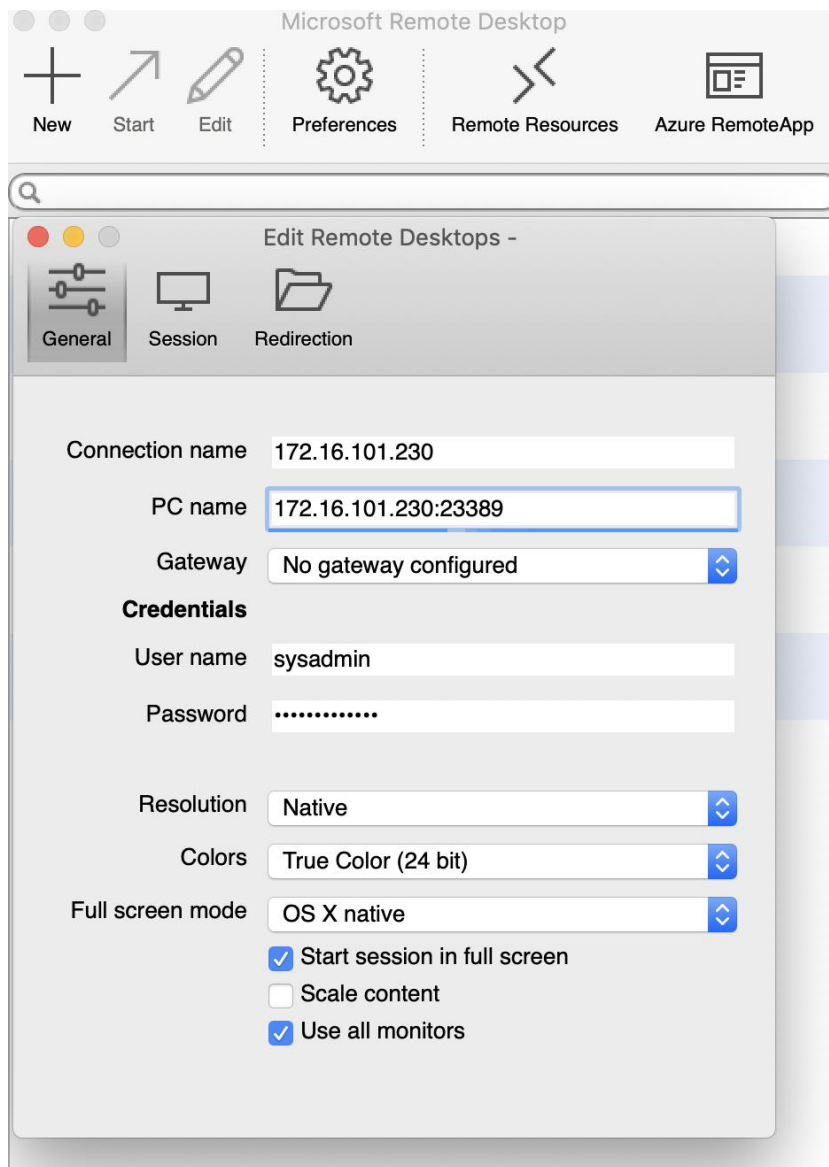 Microsoft Remote Desktop
New Start Edit Preferences Remote Resources Azure RemoteApp
Edit Remote Desktops -
General Session Redirection
Connection name 172.16.101.230
PC name 172.16.101.230:23389
Gateway No gateway configured
Credentials
User name sysadmin
Password •••••••••••••
Resolution Native
Colors True Color (24 bit)
Full screen mode OS X native
Start session in full screen
Scale content
Use all monitors